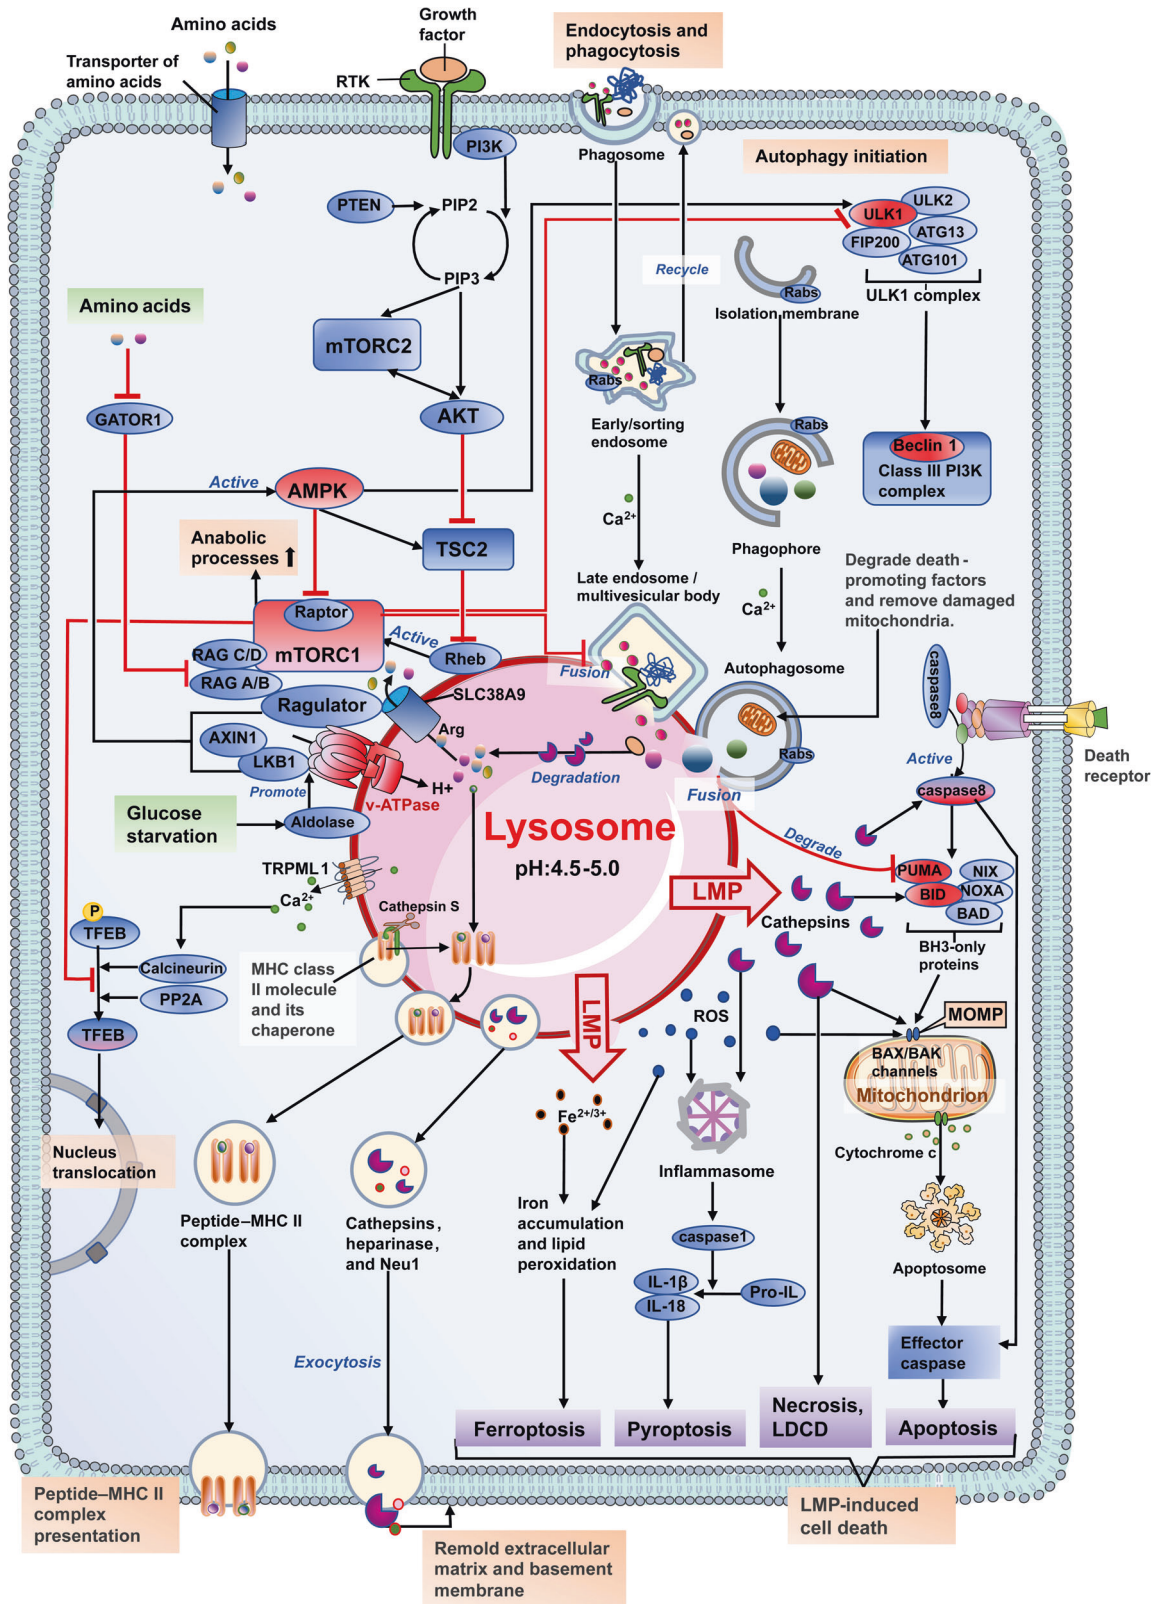 Amino acids
Transporter of
amino acids
Growth
factor
RTK
PI3K
Endocytosis and
phagocytosis
Phagosome
Autophagy initiation
PTEN
PIP2
PIP3
ULK1
ULK2
FIP200
ATG13
ATG101
ULK1 complex
Recycle
Rabs
Isolation membrane
Amino acids
GATOR1
mTORC2
AKT
Rabs
Early/sorting
endosome
Rabs
Beclin 1
Class III PI3K
complex
Active
AMPK
Anabolic
processes
TSC2
Ca2+
Phagophore
Ca2+
Degrade death-
promoting factors
and remove damaged
mitochondria.
Late endosome /
multivesicular body
Raptor
mTORC1
RAG C/D
RAG A/B
Active
Rheb
Fusion
Autophagosome
caspase8
Ragulator
SLC38A9
Arg
AXIN1
LKB1
Promote
v-ATPase
H+
Degradation
Rabs
Fusion
Active
Death
receptor
Glucose
starvation
Aldolase
Lysosome
pH:4.5-5.0
Degrade
caspase8
TRPML1
Ca2+
Cathepsin S
LMP
Cathepsins
PUMA
BID
NIX
NOXA
BAD
BH3-only
proteins
P
TFEB
Calcineurin
PP2A
TFEB
MHC class
II molecule
and its
chaperone
LMP
ROS
MOMP
BAX/BAK
channels
Mitochondrion
Nucleus
translocation
Fe2+/3+
Cytochrome c
Inflammasome
Peptide–MHC II
complex
Cathepsins,
heparinase,
and Neu1
Iron
accumulation
and lipid
peroxidation
caspase1
IL-1β
IL-18
Pro-IL
Apoptosome
Exocytosis
Effector
caspase
Ferroptosis
Pyroptosis
Necrosis,
LDCD
Apoptosis
Peptide–MHC II
complex
presentation
Remold extracellular
matrix and basement
membrane
LMP-induced
cell death